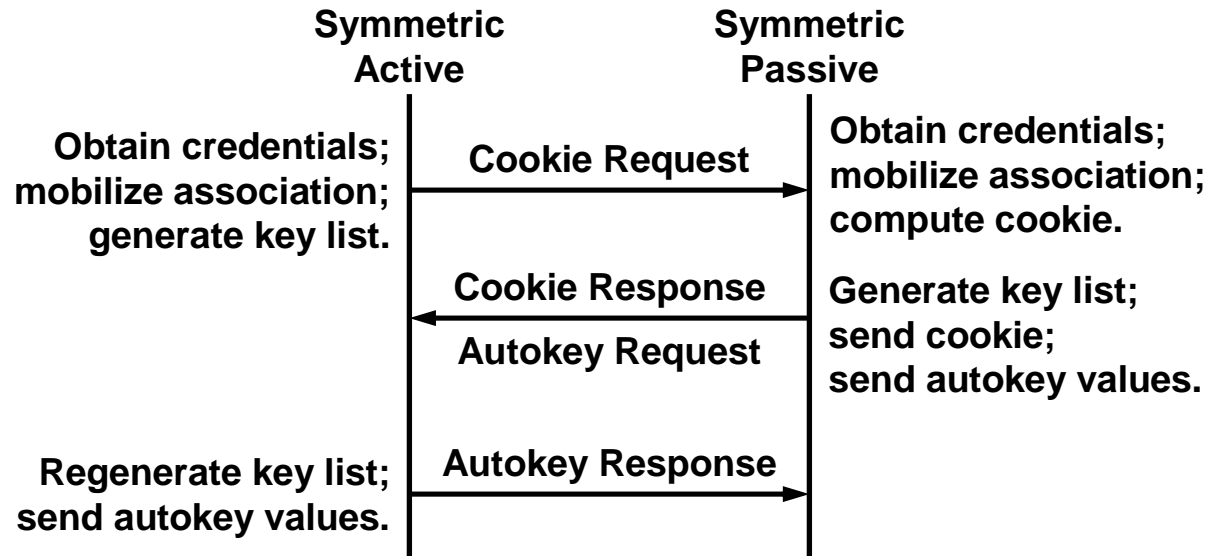 Symmetric
Active
Symmetric
Passive
Obtain credentials;
mobilize association;
generate key list.
Cookie Request
Obtain credentials;
mobilize association;
compute cookie.
Cookie Response
Autokey Request
Generate key list;
send cookie;
send autokey values.
Regenerate key list;
send autokey values.
Autokey Response